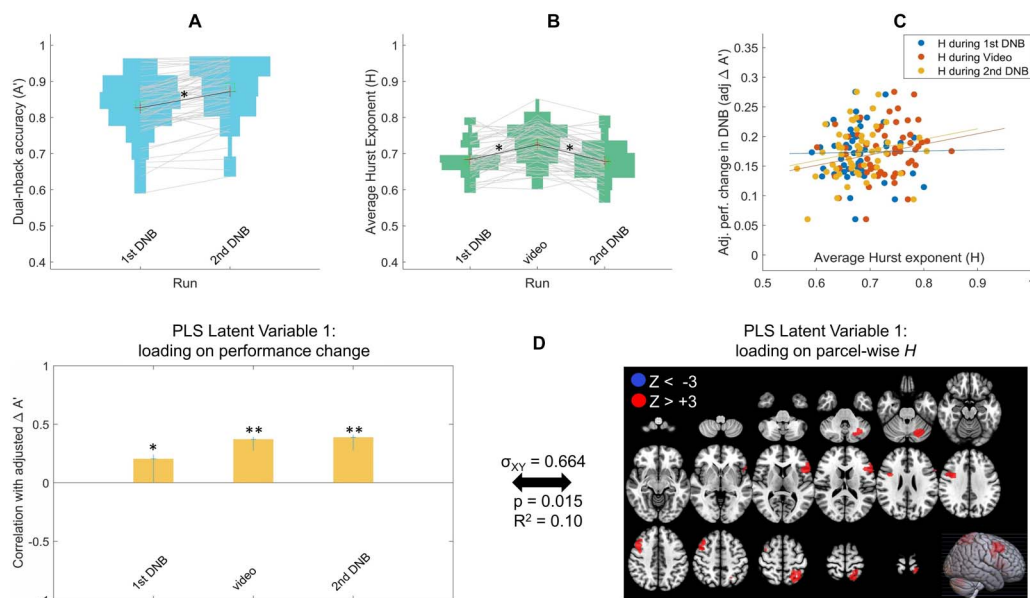 A
Dual-nback accuracy (A')
1
0.9
0.8
0.7
0.6
0.5
0.4
1st DNB
2nd DNB
*
Run
B
Average Hurst Exponent (H)
1
0.9
0.8
0.7
0.6
0.5
0.4
*
*
1st DNB
video
2nd DNB
Run
C
Adj. perf. change in DNB (adj Δ A')
0.35
0.3
0.25
0.2
0.15
0.1
0.05
0
H during 1st DNB
H during Video
H during 2nd DNB
Average Hurst exponent (H)
0.5
0.6
0.7
0.8
0.9
D
PLS Latent Variable 1:
loading on performance change
Correlation with adjusted Δ A'
1
0.5
0
-0.5
*
**
**
1st DNB
video
2nd DNB
σXY = 0.664
p = 0.015
R² = 0.10
PLS Latent Variable 1:
loading on parcel-wise H
Z < -3
Z > +3